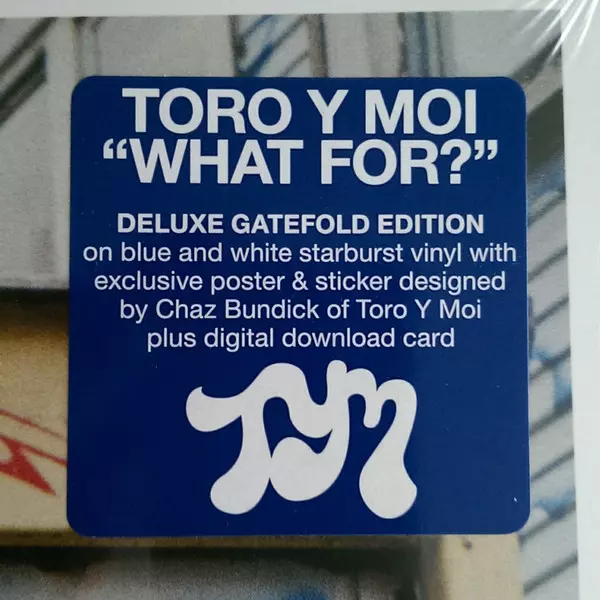 TORO Y MOI
“WHAT FOR?”
DELUXE GATEFOLD EDITION
on blue and white starburst vinyl with
exclusive poster & sticker designed
by Chaz Bundick of Toro Y Moi
plus digital download card
TYM